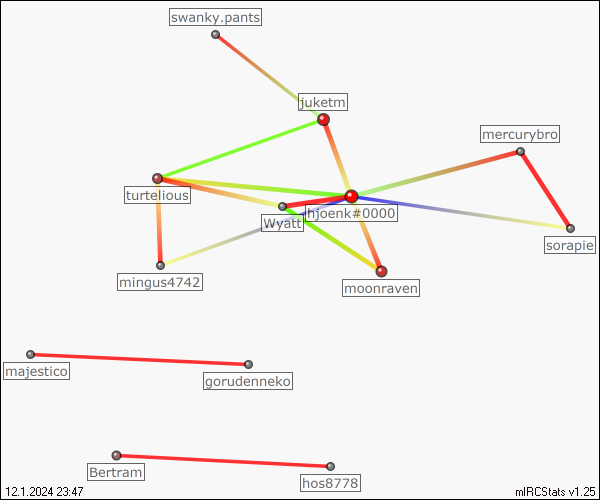 swanky.pants
juketm
mercurybro
turtelious
Wyatt
hjoenk#0000
sorapie
mingus4742
moonraven
majestico
gorudenneko
Bertram
hos8778
12.1.2024 23:47
mIRCStats v1.25